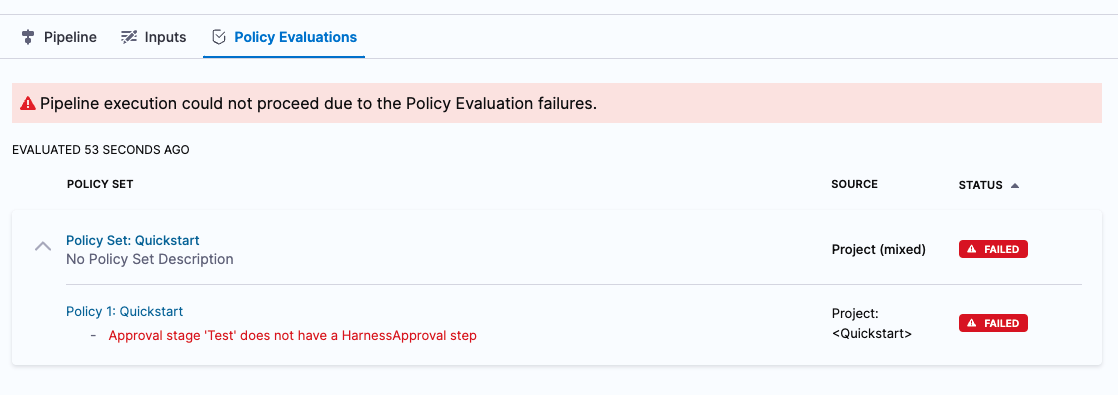 Pipeline Inputs Policy Evaluations
Pipeline execution could not proceed due to the Policy Evaluation failures.
EVALUATED 53 SECONDS AGO
POLICY SET SOURCE STATUS
Policy Set: Quickstart
No Policy Set Description
Project (mixed)
FAILED
Policy 1: Quickstart
- Approval stage 'Test' does not have a HarnessApproval step
Project:
<Quickstart>
FAILED